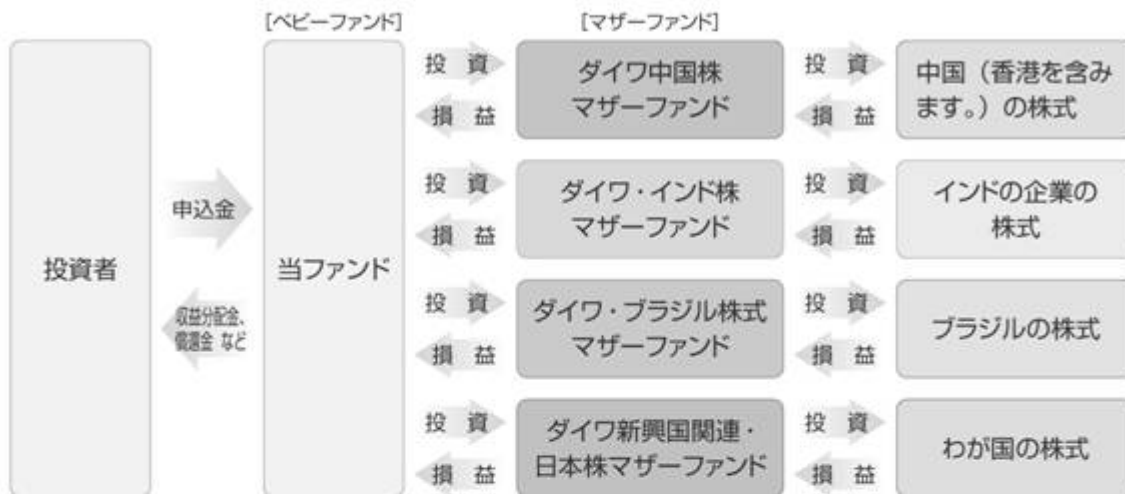 [ベビーファンド]
[マザーファンド]
投資者
申込金
収益分配金、
償還金 など
当ファンド
投 資
損 益
ダイワ中国株
マザーファンド
投 資
損 益
中国（香港を含み
ます。）の株式
投 資
損 益
ダイワ・インド株
マザーファンド
投 資
損 益
インドの企業の
株式
投 資
損 益
ダイワ・ブラジル株式
マザーファンド
投 資
損 益
ブラジルの株式
投 資
損 益
ダイワ新興国関連・
日本株マザーファンド
投 資
損 益
わが国の株式